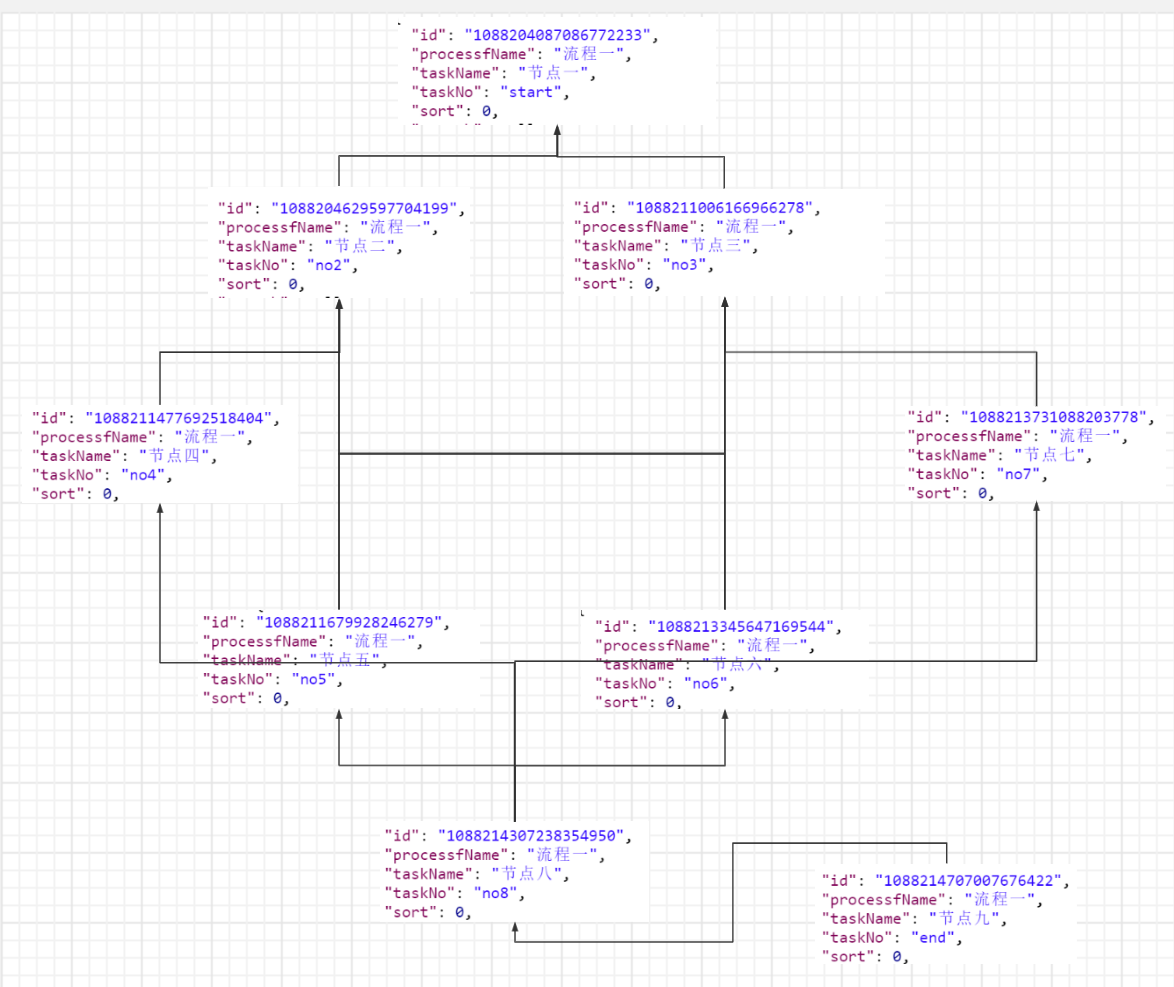 "id": "1088204087086772233",
"processfName": "流程一",
"taskName": "节点一",
"taskNo": "start",
"sort": 0,
"id": "1088204629597704199",
"processfName": "流程一",
"taskName": "节点二",
"taskNo": "no2",
"sort": 0,
"id": "1088211006166966278",
"processfName": "流程一",
"taskName": "节点三",
"taskNo": "no3",
"sort": 0,
"id": "1088211477692518404",
"processfName": "流程一",
"taskName": "节点四",
"taskNo": "no4",
"sort": 0,
"id": "1088213731088203778",
"processfName": "流程一",
"taskName": "节点七",
"taskNo": "no7",
"sort": 0,
"id": "1088211679928246279",
"processfName": "流程一",
"taskName": "节点五",
"taskNo": "no5",
"sort": 0,
"id": "1088213345647169544",
"processfName": "流程一",
"taskName": "节点六",
"taskNo": "no6",
"sort": 0,
"id": "1088214307238354950",
"processfName": "流程一",
"taskName": "节点八",
"taskNo": "no8",
"sort": 0,
"id": "1088214707007676422",
"processfName": "流程一",
"taskName": "节点九",
"taskNo": "end",
"sort": 0,